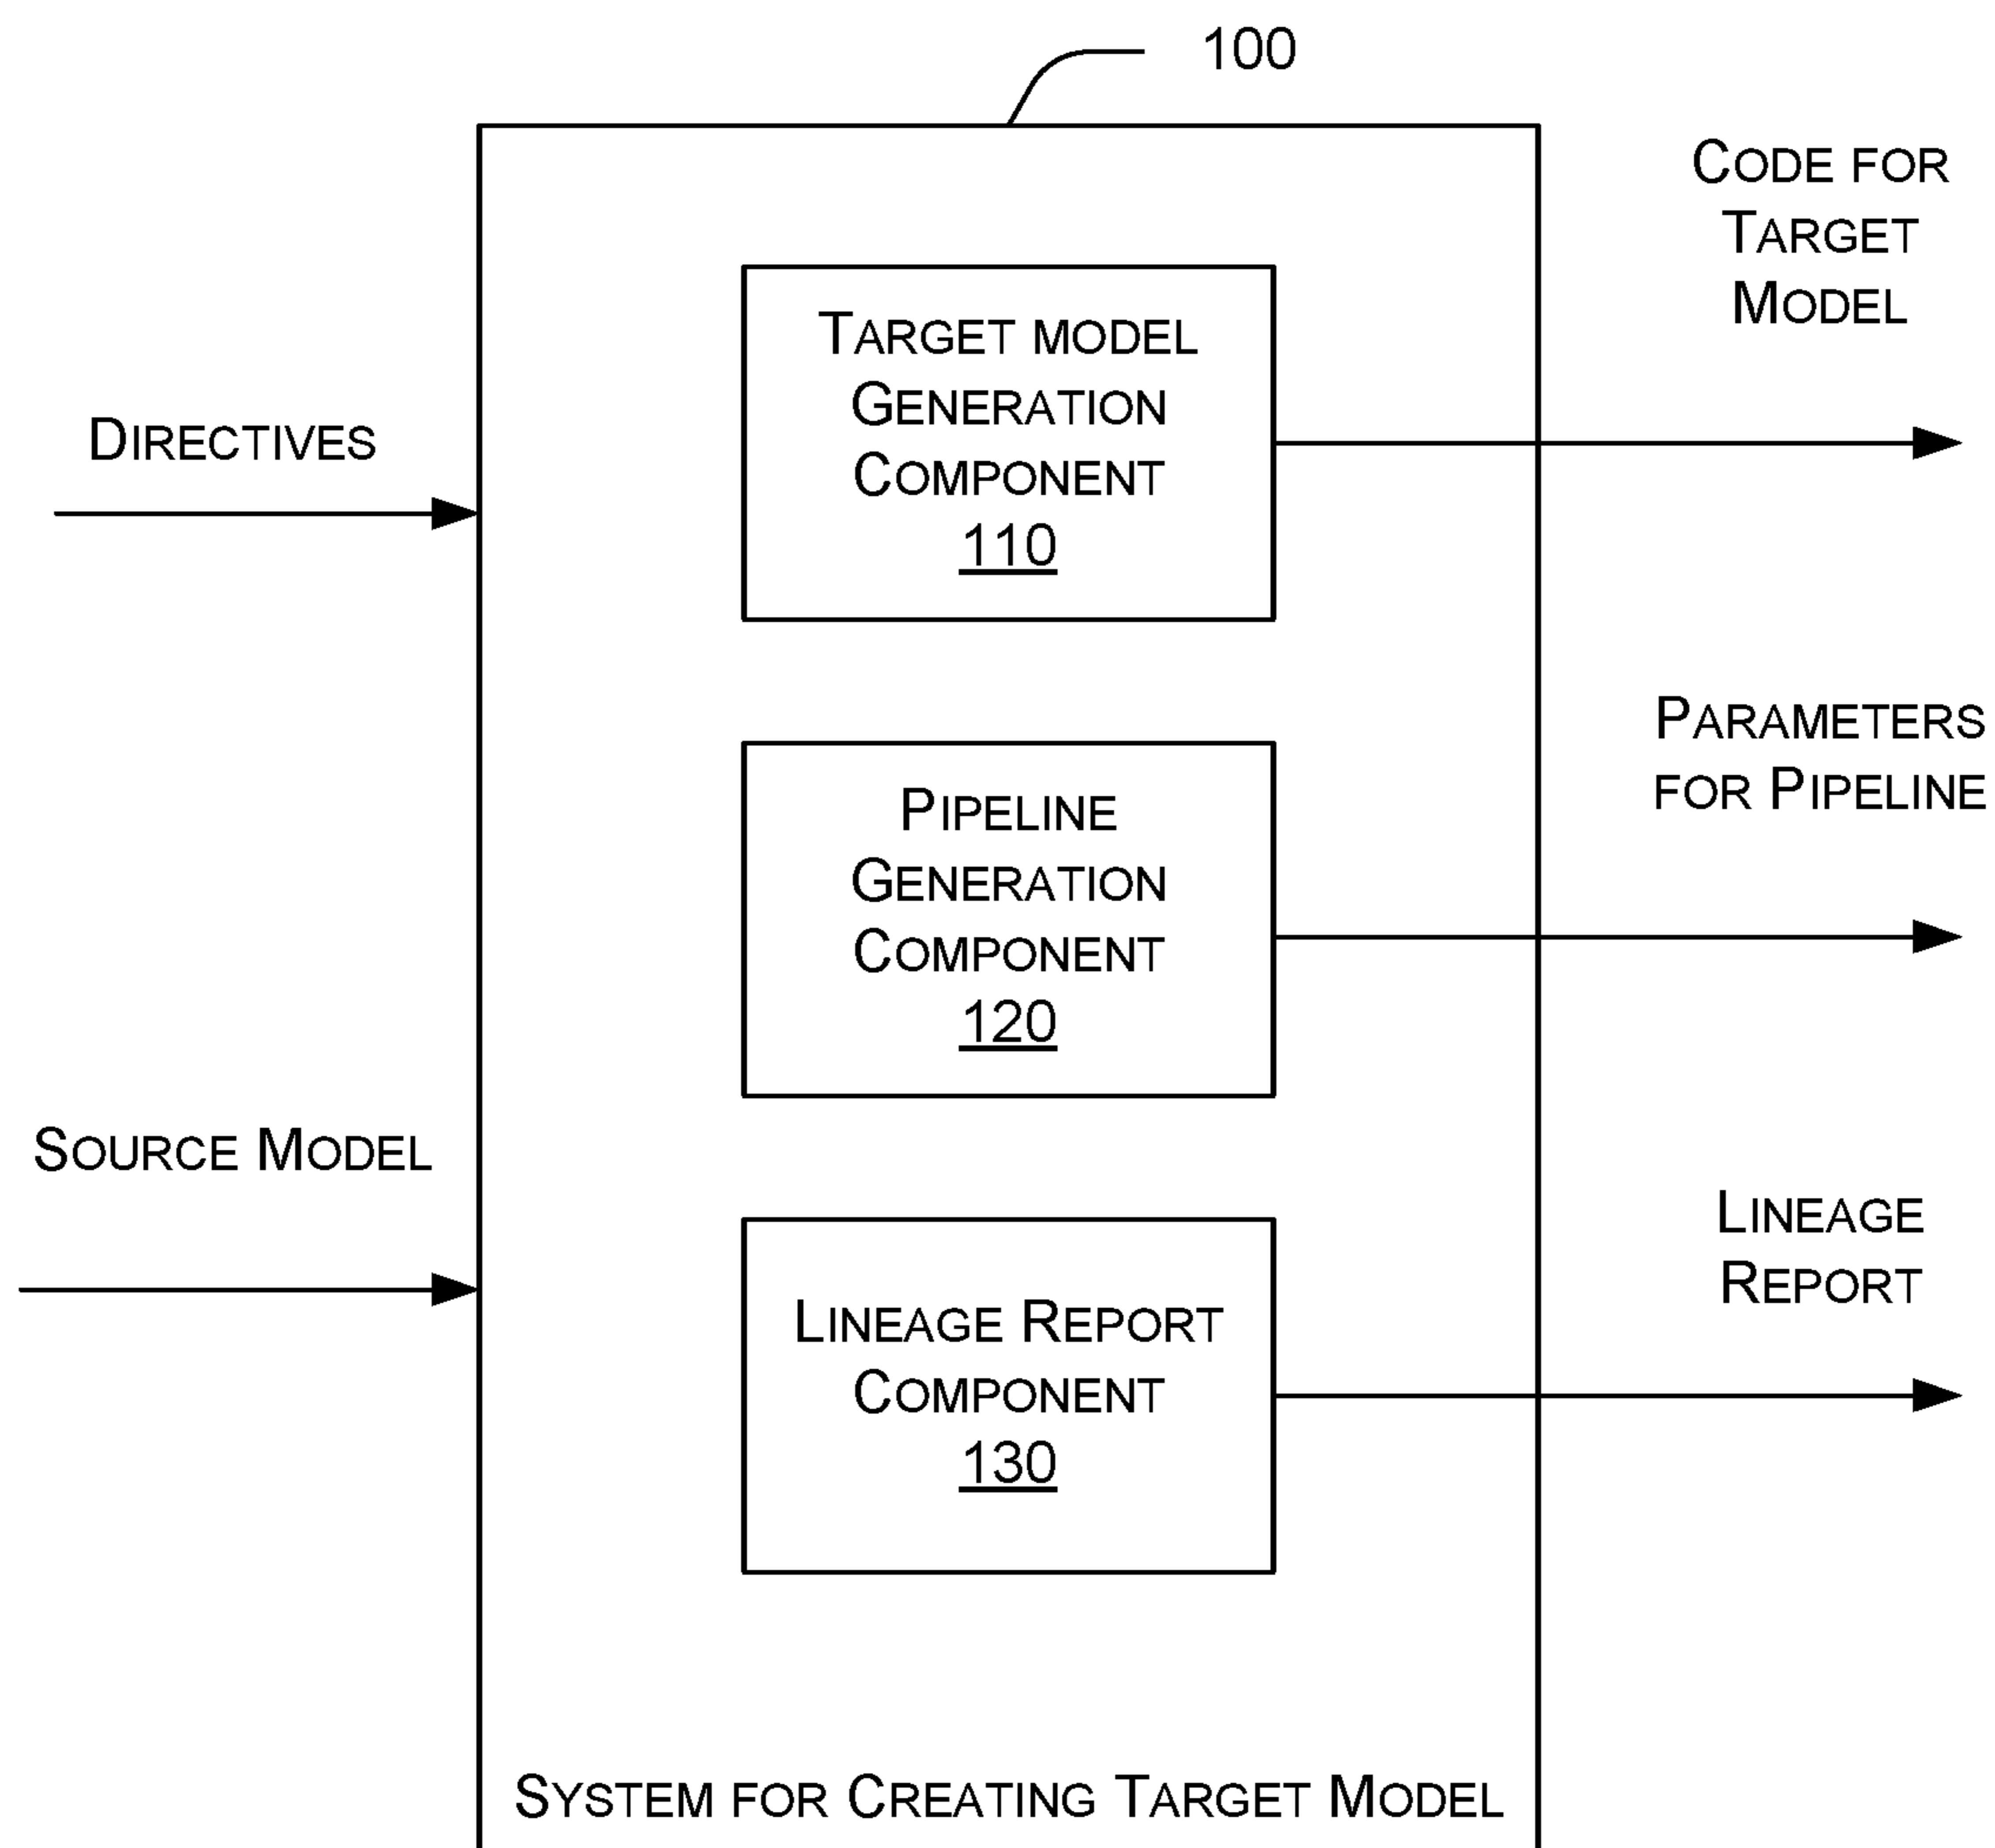 100
CODE FOR
TARGET
MODEL
TARGET MODEL
GENERATION
COMPONENT
110
DIRECTIVES
PARAMETERS
FOR PIPELINE
PIPELINE
GENERATION
COMPONENT
120
SOURCE MODEL
LINEAGE
REPORT
LINEAGE REPORT
COMPONENT
130
SYSTEM FOR CREATING TARGET MODEL